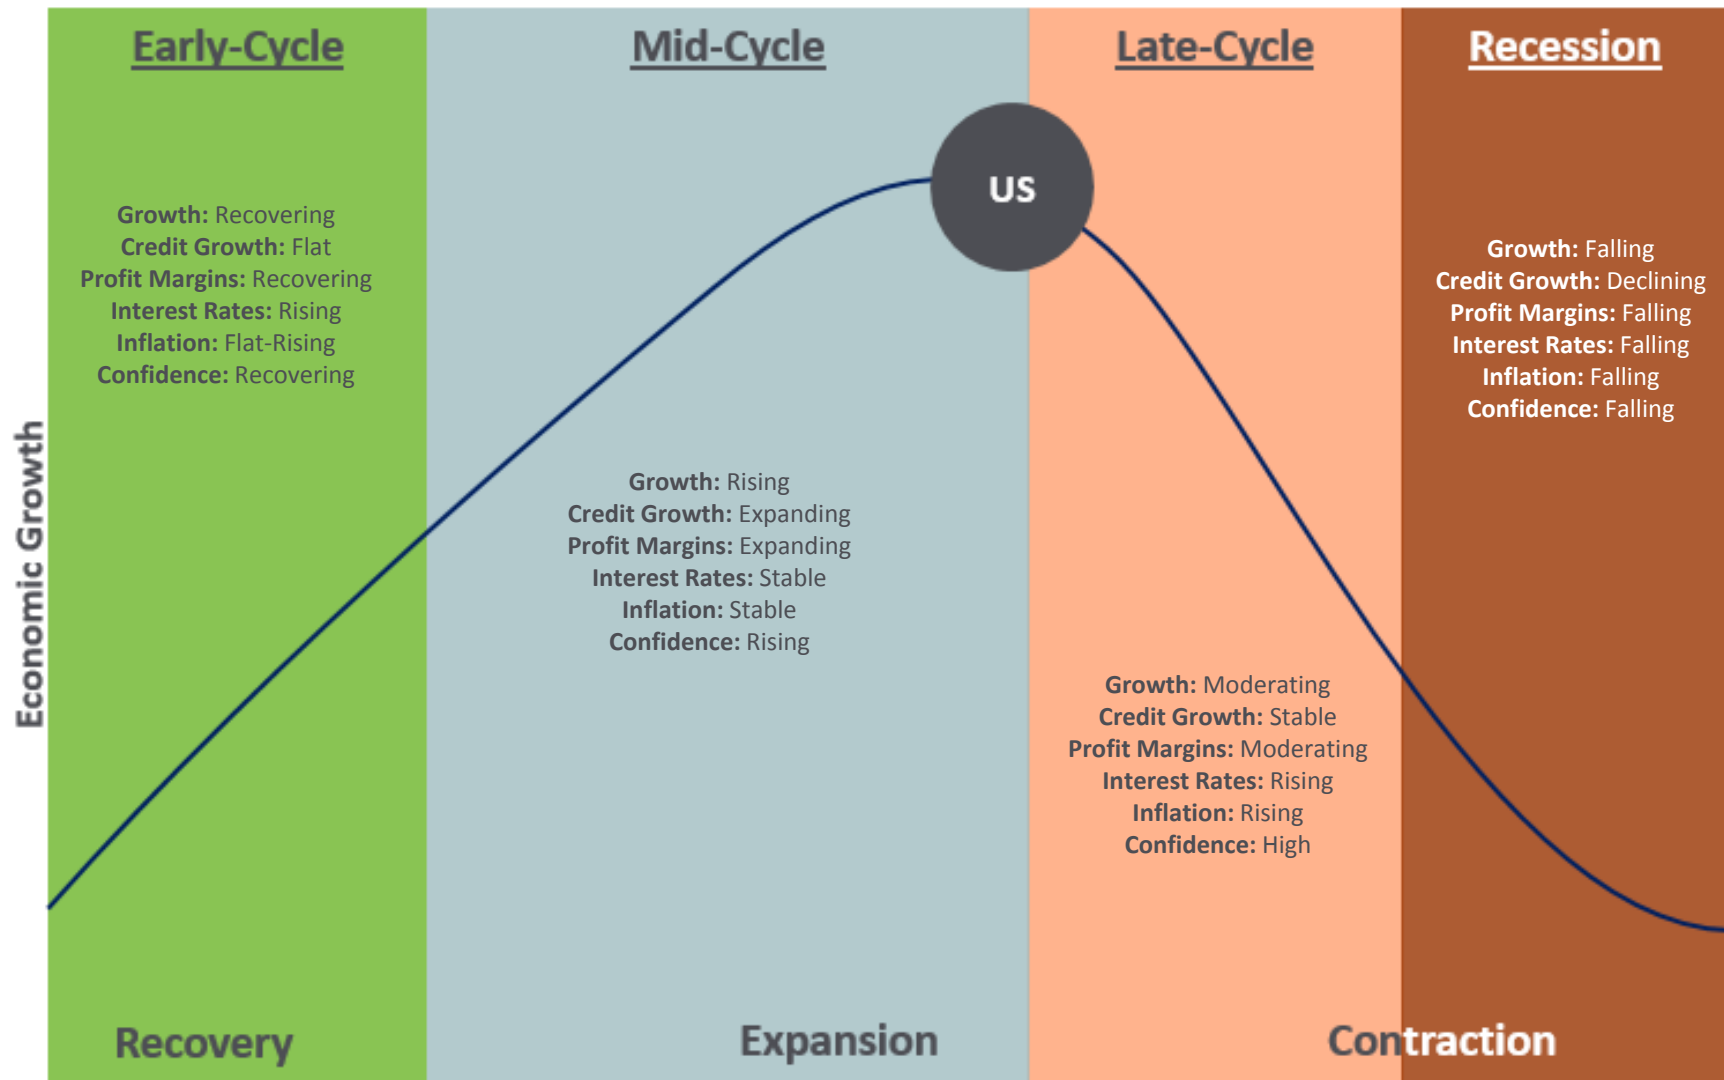 Early-Cycle
Mid-Cycle
Late-Cycle
Recession
US
Growth: Recovering
Credit Growth: Flat
Profit Margins: Recovering
Interest Rates: Rising
Inflation: Flat-Rising
Confidence: Recovering
Growth: Rising
Credit Growth: Expanding
Profit Margins: Expanding
Interest Rates: Stable
Inflation: Stable
Confidence: Rising
Growth: Moderating
Credit Growth: Stable
Profit Margins: Moderating
Interest Rates: Rising
Inflation: Rising
Confidence: High
Growth: Falling
Credit Growth: Declining
Profit Margins: Falling
Interest Rates: Falling
Inflation: Falling
Confidence: Falling
Economic Growth
Recovery
Expansion
Contraction